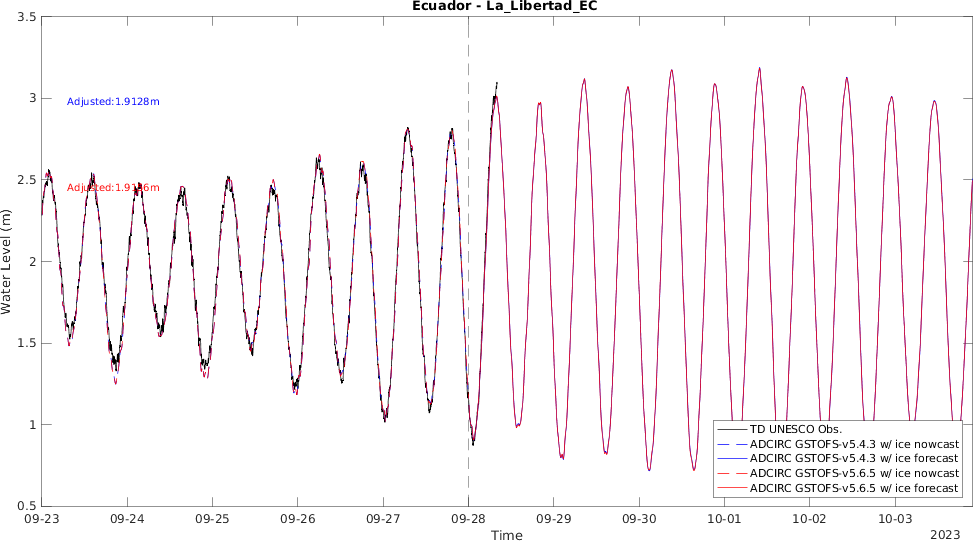 Ecuador - La_Libertad_EC
3.5
3
2.5
2
1.5
1
0.5
Water Level (m)
Adjusted:1.9128m
TD UNESCO Obs.
ADCIRC GSTOFS-v5.4.3 w/ ice nowcast
ADCIRC GSTOFS-v5.4.3 w/ ice forecast
ADCIRC GSTOFS-v5.6.5 w/ ice nowcast
ADCIRC GSTOFS-v5.6.5 w/ ice forecast
09-23 09-24 09-25 09-26 09-27 09-28 09-29 09-30 10-01 10-02 10-03
Time
2023